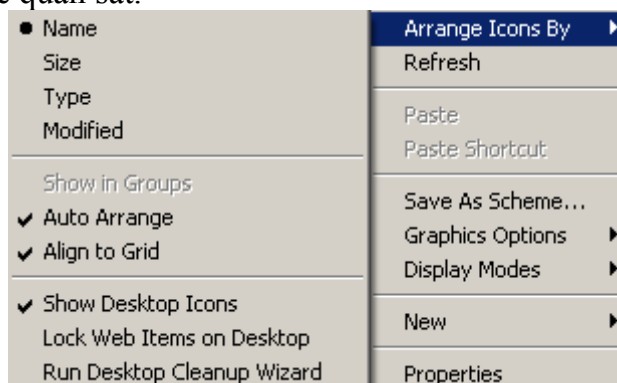 quan sat.
Name
Size
Type
Modified
Show in Groups
Auto Arrange
Align to Grid
Show Desktop Icons
Lock Web Items on Desktop
Run Desktop Cleanup Wizard
Arrange Icons By
Refresh
Paste
Paste Shortcut
Save As Scheme...
Graphics Options
Display Modes
New
Properties